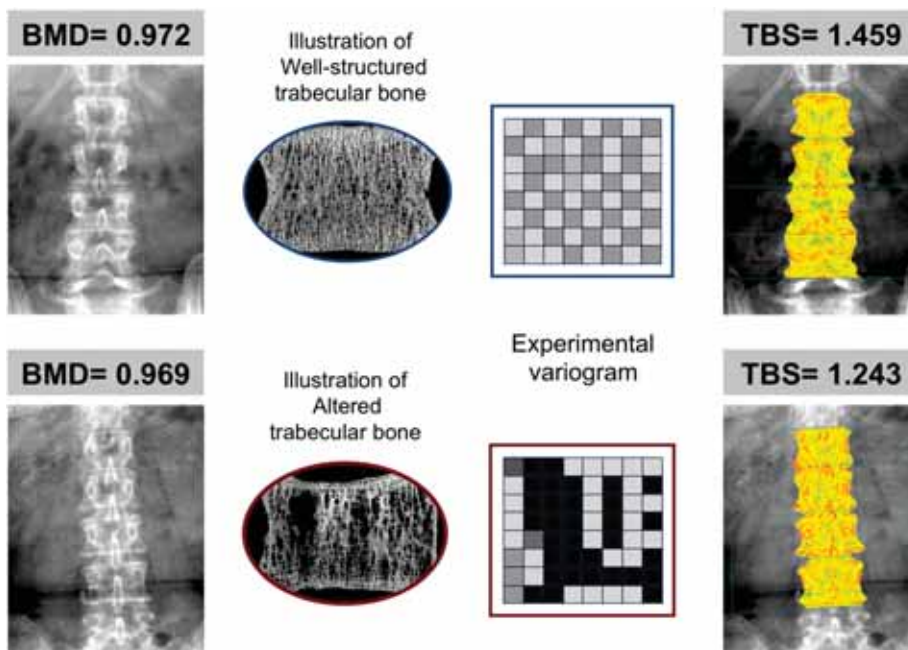 BMD= 0.972
Illustration of
Well-structured
trabecular bone
TBS= 1.459
Experimental
variogram
BMD= 0.969
Illustration of
Altered
trabecular bone
TBS= 1.243